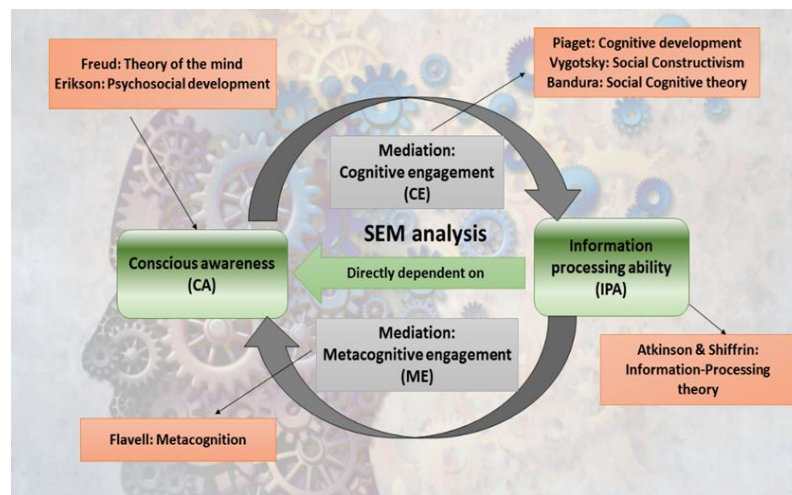 Freud: Theory of the mind
Erikson: Psychosocial development
Piaget: Cognitive development
Vygotsky: Social Constructivism
Bandura: Social Cognitive theory
Mediation:
Cognitive engagement
(CE)
SEM analysis
Conscious awareness
(CA)
Directly dependent on
Information
processing ability
(IPA)
Mediation:
Metacognitive engagement
(ME)
Atkinson & Shiffrin:
Information-Processing
theory
Flavell: Metacognition